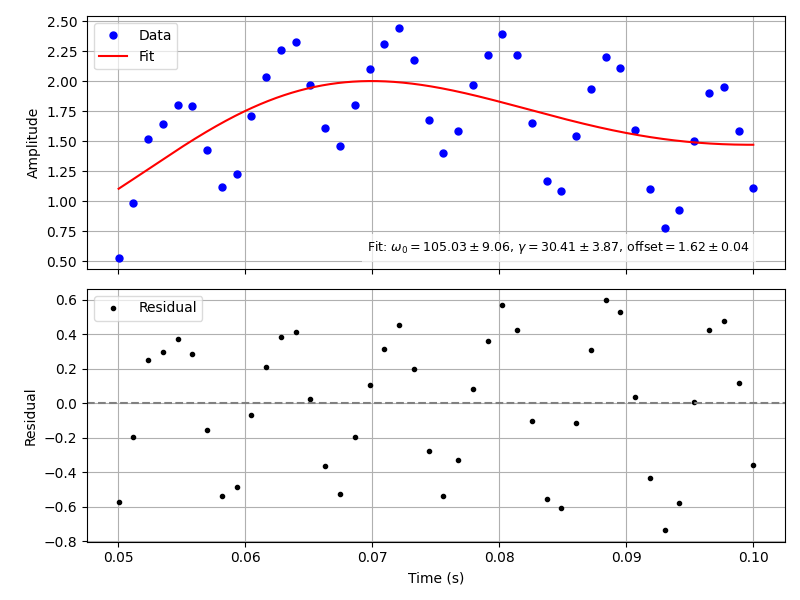 2.50
2.25
2.00
1.75
1.50
1.25
1.00
0.75
0.50
Amplitude
Data
Fit
Fit: ω₀ = 105.03 ± 9.06, γ = 30.41 ± 3.87, offset = 1.62 ± 0.04
0.6
0.4
0.2
0.0
−0.2
−0.4
−0.6
−0.8
Residual
Residual
0.05 0.06 0.07 0.08 0.09 0.10
Time (s)